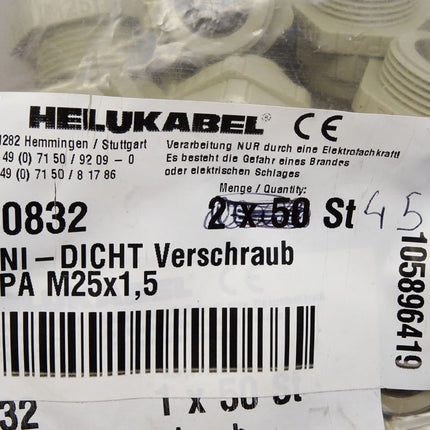 HELUKABEL® CE
1282 Hemmingen / Stuttgart
49 (0) 71 50 / 92 09 - 0
49 (0) 71 50 / 8 17 86
Verarbeitung NUR durch eine Elektrofachkraft!
Es besteht die Gefahr eines Brandes
oder elektrischen Schlages
Menge / Quantity:
0832 2 x 50 St 45
NI-DICHT Verschraub
PA M25x1,5
105896419
32 1 x 50 St